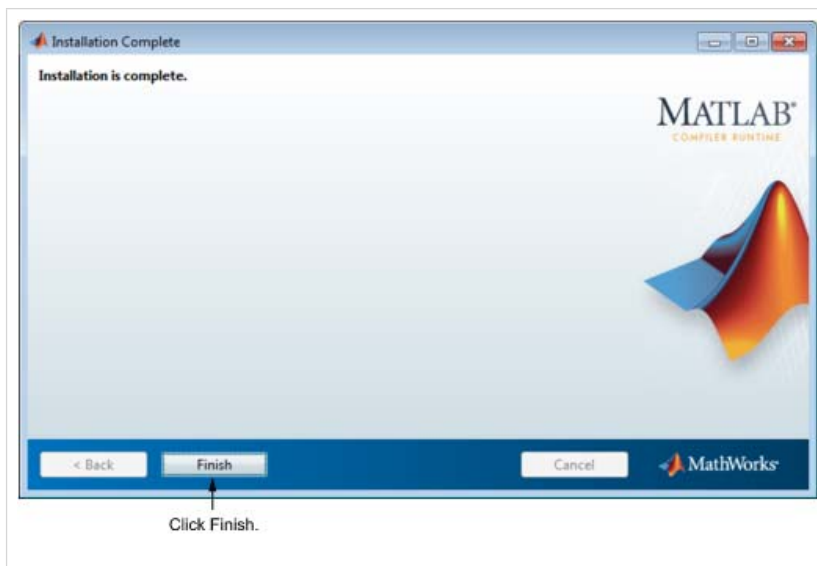 Installation Complete
Installation is complete.
MATLAB®
COMPILER RUNTIME
< Back
Finish
Cancel
MathWorks®
Click Finish.